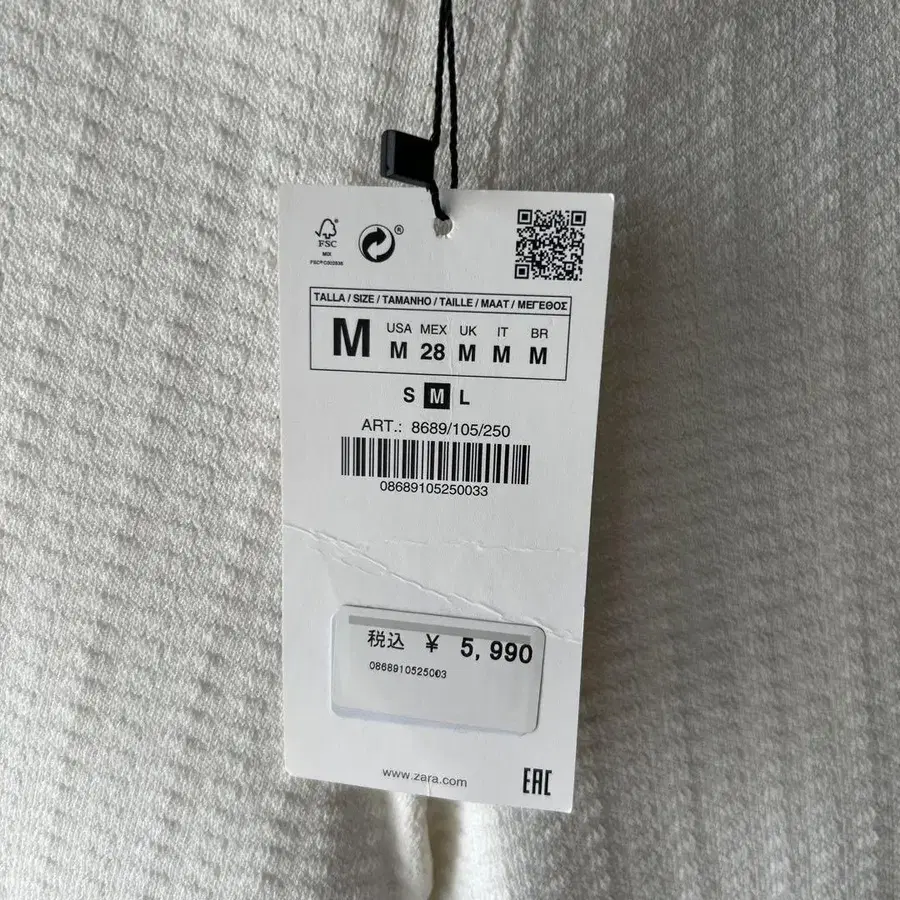 FSC®
MIX
TALLA / SIZE / TAMANHO / TAILLE / MAAT / ΜΕΓΕΘΟΣ
M
USA MEX UK IT BR
M 28 M M M
S M L
ART.: 8689/105/250
08689105250033
税込 ¥ 5,990
0868910525003
www.zara.com
EAC